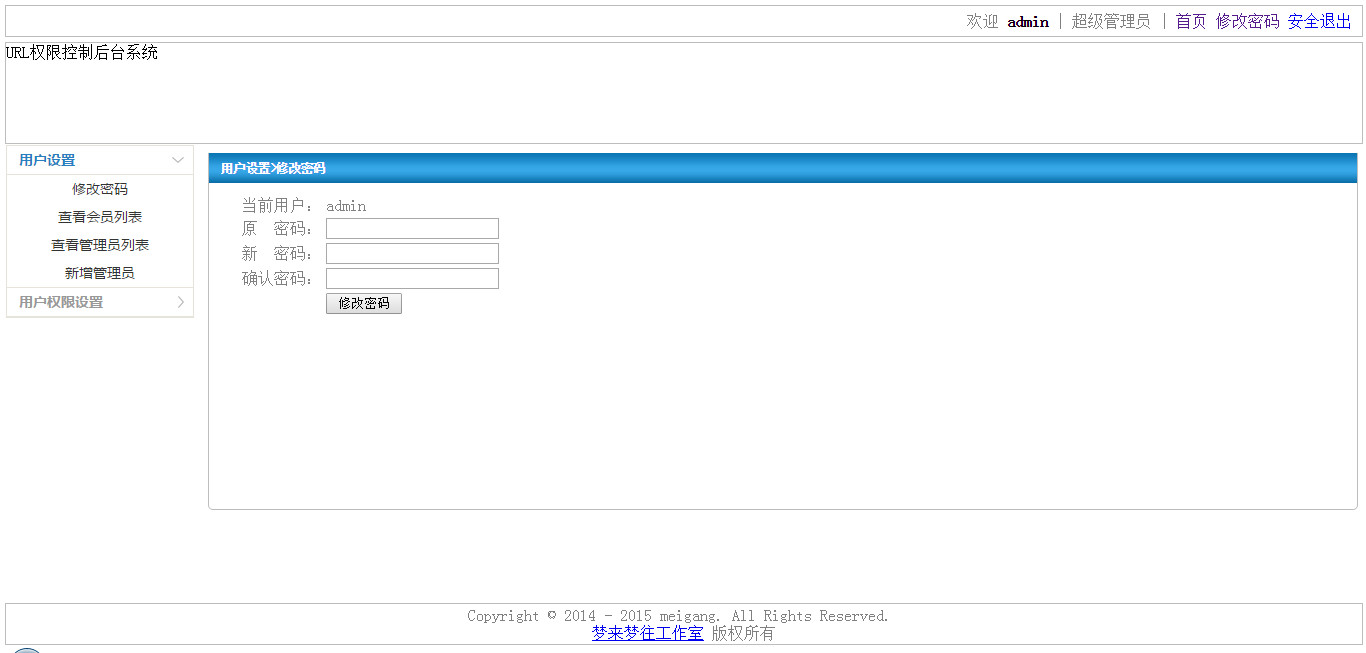 欢迎 admin | 超级管理员 | 首页 修改密码 安全退出
URL权限控制后台系统
用户设置
修改密码
查看会员列表
查看管理员列表
新增管理员
用户权限设置
用户设置>修改密码
当前用户： admin
原 密码：
新 密码：
确认密码：
修改密码
Copyright © 2014 - 2015 meigang. All Rights Reserved.
梦来梦往工作室 版权所有